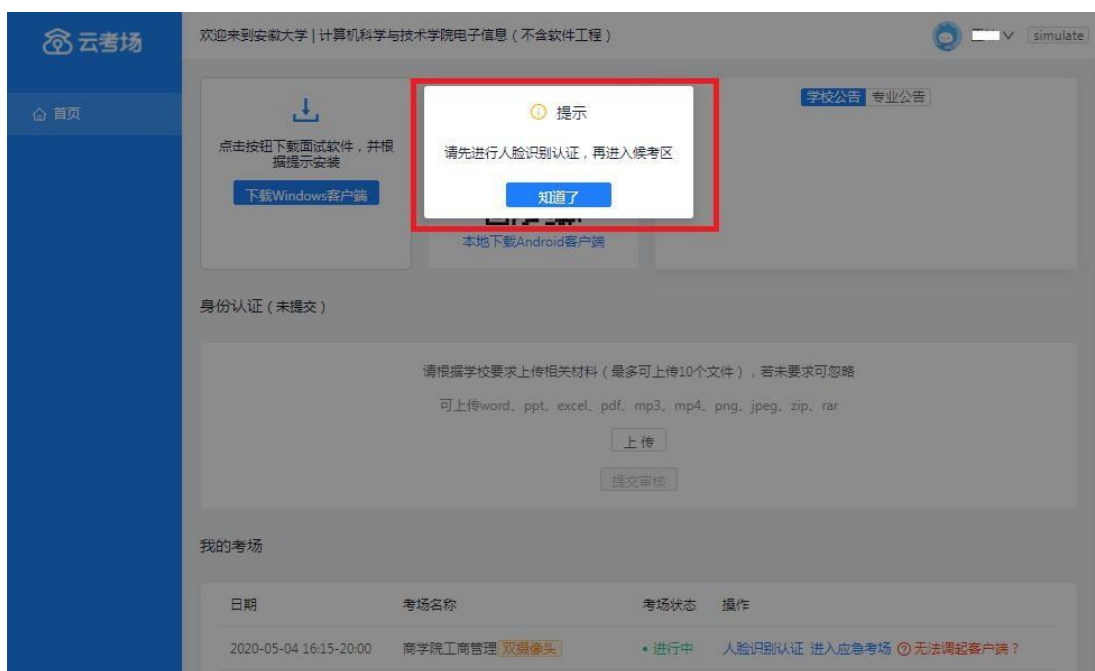 云考场
欢迎来到安徽大学 | 计算机科学与技术学院电子信息（不含软件工程）
simulate
首页
点击按钮下载面试软件，并根
据提示安装
下载Windows客户端
提示
请先进行人脸识别认证，再进入候考区
知道了
本地下载Android客户端
学校公告 专业公告
身份认证（未提交）
请根据学校要求上传相关材料（最多可上传10个文件），若未要求可忽略
可上传word、ppt、excel、pdf、mp3、mp4、png、jpeg、zip、rar
上传
提交审核
我的考场
日期 考场名称 考场状态 操作
2020-05-04 16:15-20:00 商学院工商管理 双摄像头 进行中 人脸识别认证 进入应急考场 无法调起客户端？